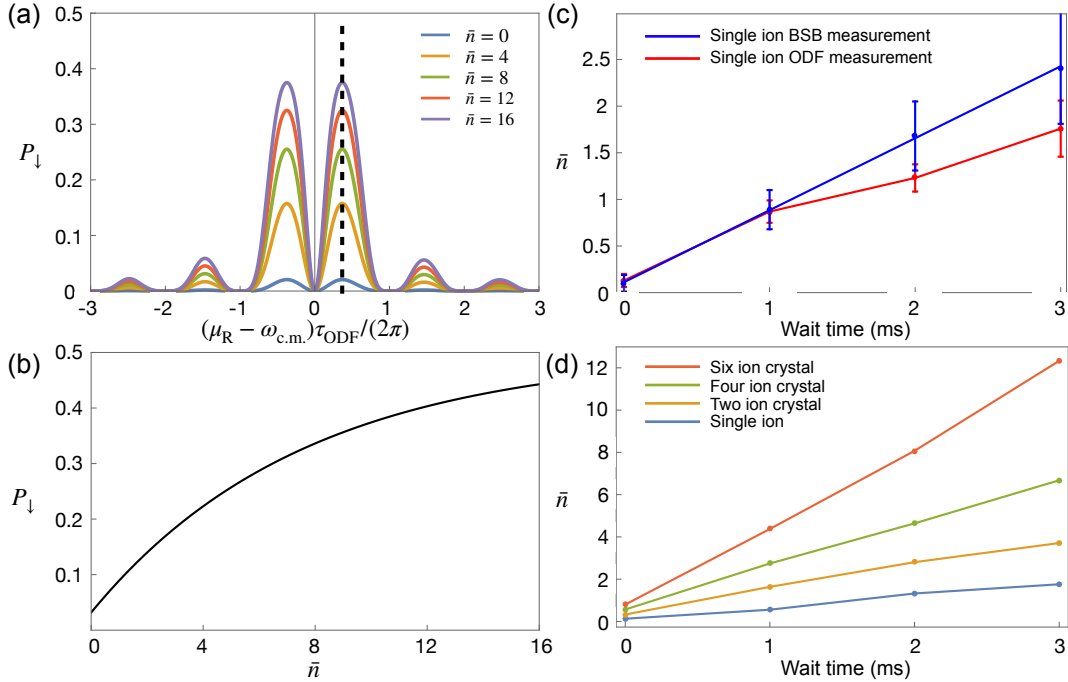 (a)
0.5
0.4
0.3
0.2
0.1
0
P↓
n̄ = 0
n̄ = 4
n̄ = 8
n̄ = 12
n̄ = 16
-3 -2 -1 0 1 2 3
(μ_R − ω_c.m.)τ_ODF/(2π)
(b)
0.5
0.4
0.3
0.2
0.1
P↓
0 4 8 12 16
n̄
(c)
Single ion BSB measurement
Single ion ODF measurement
2.5
2
1.5
1
0.5
0
n̄
0 1 2 3
Wait time (ms)
(d)
Six ion crystal
Four ion crystal
Two ion crystal
Single ion
12
10
8
6
4
2
0
n̄
0 1 2 3
Wait time (ms)